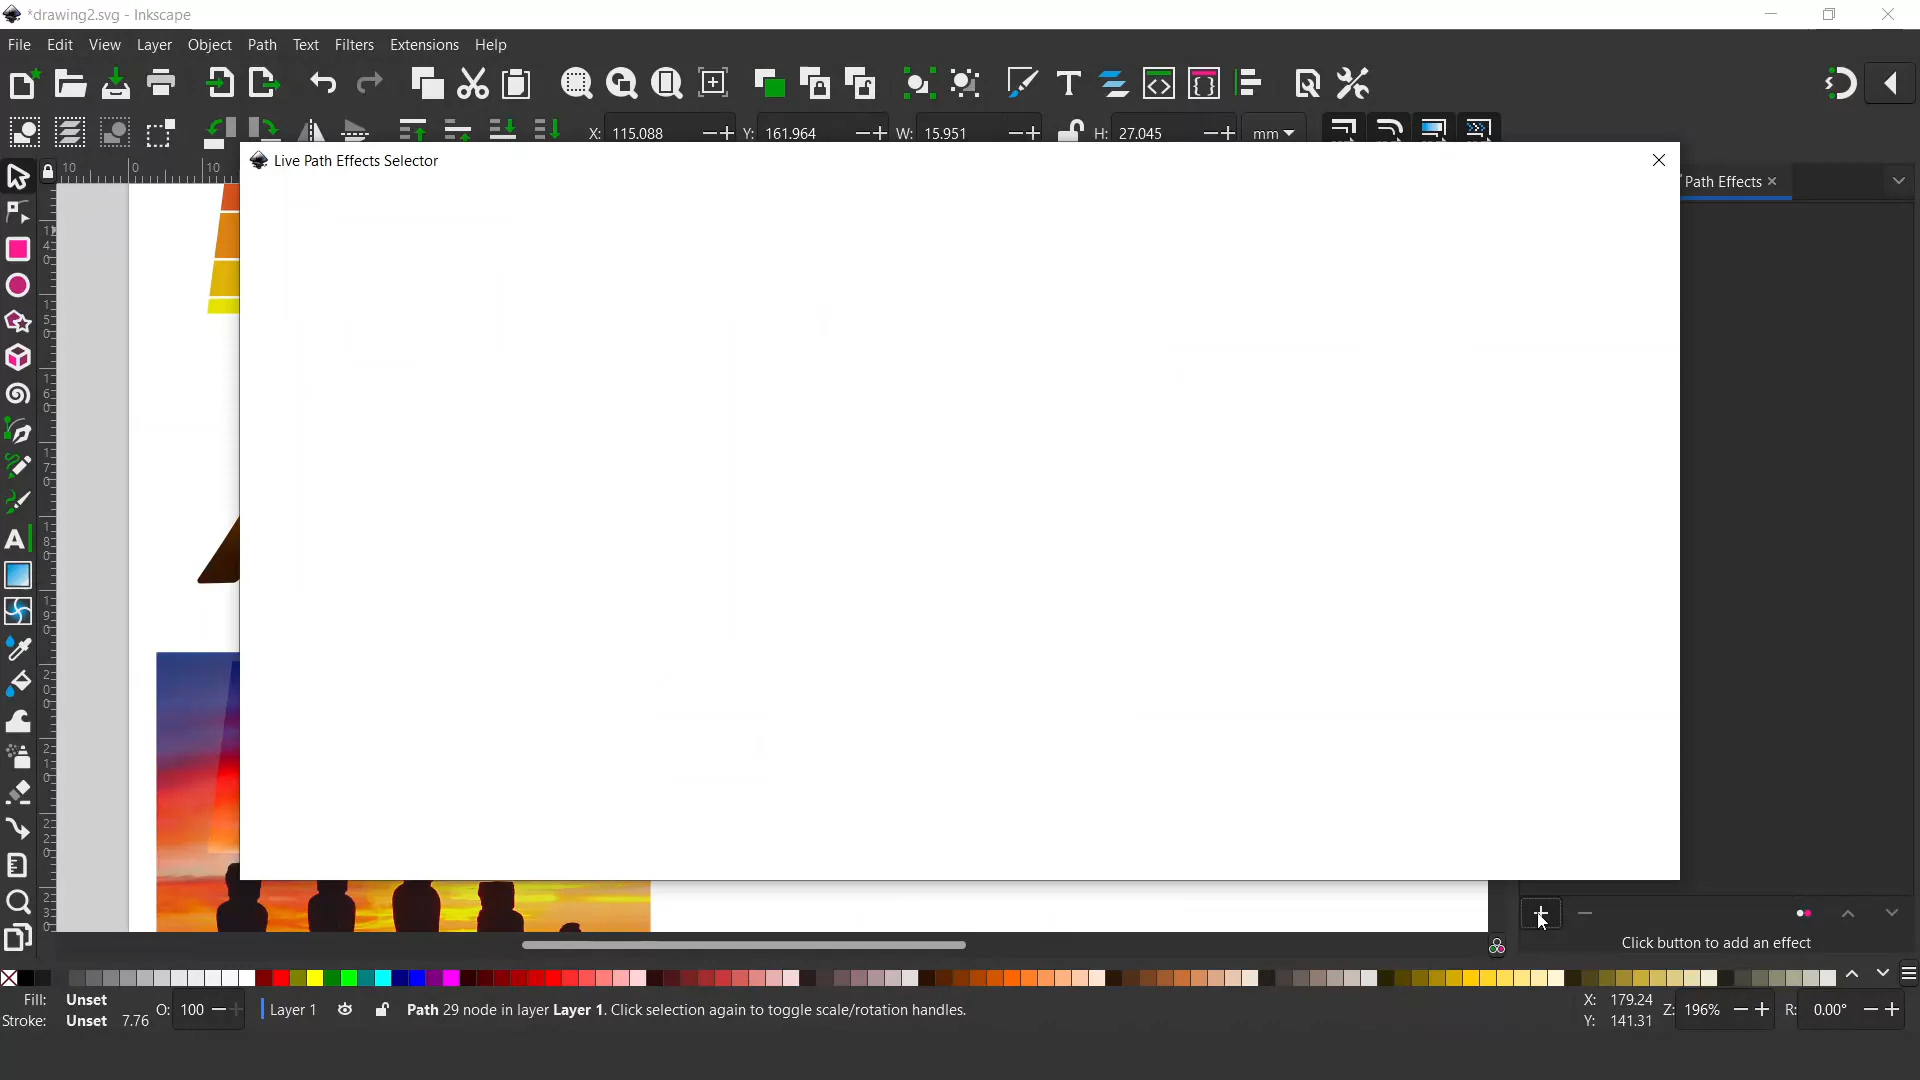 *drawing2.svg - Inkscape
File Edit View Layer Object Path Text Filters Extensions Help
X: 115.088 Y: 161.964 W: 15.951 H: 27.045 mm
Live Path Effects Selector
Path Effects
Click button to add an effect
Fill: Unset
Stroke: Unset 7.76
O: 100
Layer 1
Path 29 node in layer Layer 1. Click selection again to toggle scale/rotation handles.
X: 179.24
Y: 141.31
Z: 196%
R: 0.00°